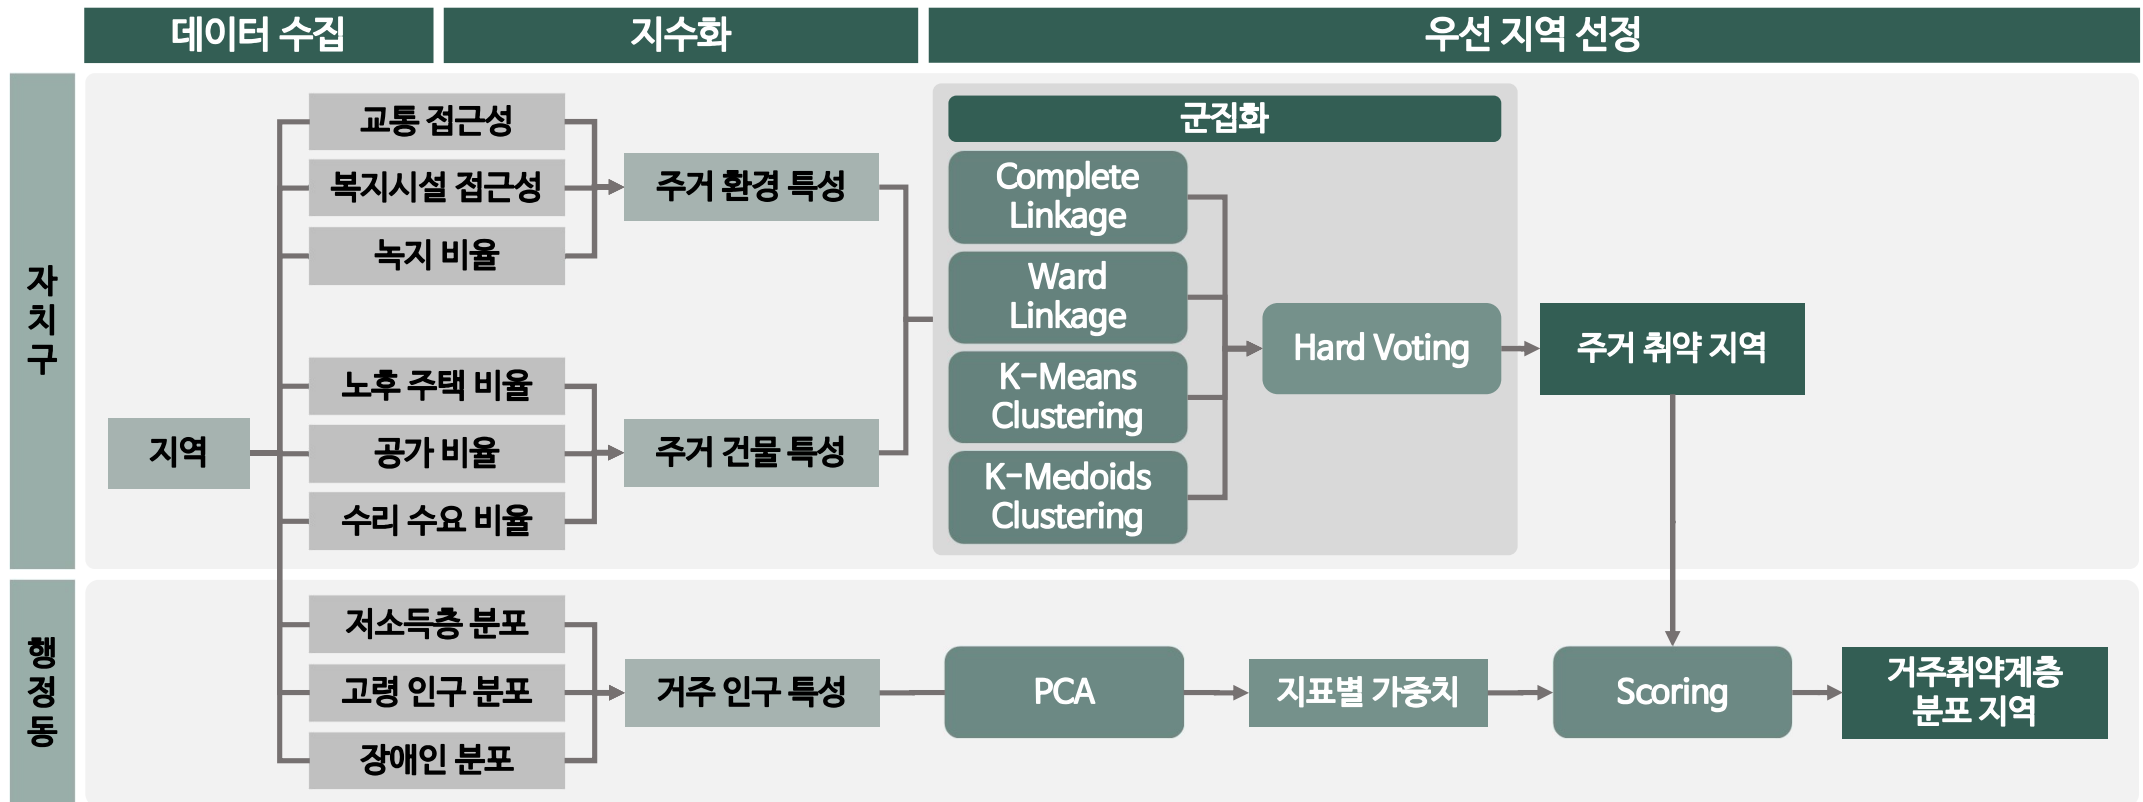 데이터 수집
지수화
우선 지역 선정
자
치
구
지역
교통 접근성
복지시설 접근성
녹지 비율
노후 주택 비율
공가 비율
수리 수요 비율
주거 환경 특성
주거 건물 특성
군집화
Complete
Linkage
Ward
Linkage
K-Means
Clustering
K-Medoids
Clustering
Hard Voting
주거 취약 지역
행
정
동
저소득층 분포
고령 인구 분포
장애인 분포
거주 인구 특성
PCA
지표별 가중치
Scoring
거주취약계층
분포 지역